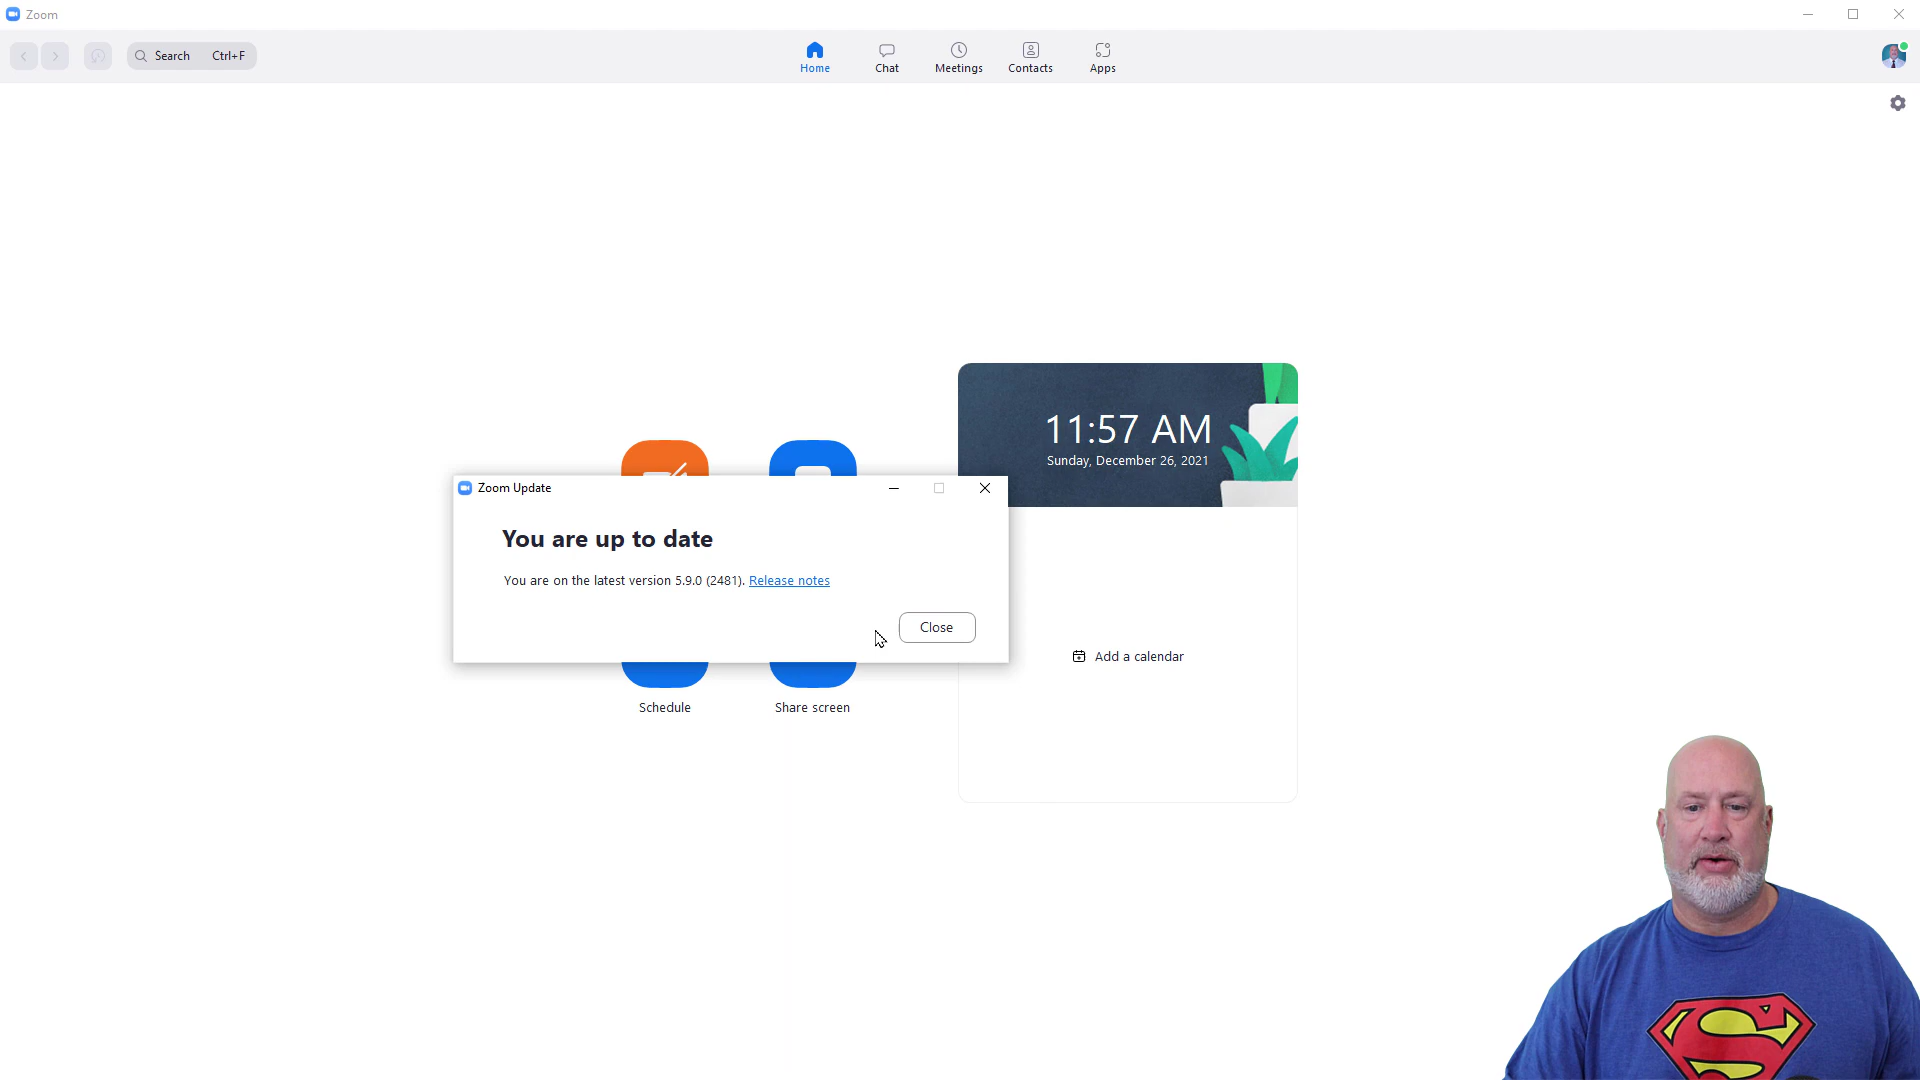 Zoom
Search Ctrl+F
Home
Chat
Meetings
Contacts
Apps
11:57 AM
Sunday, December 26, 2021
Zoom Update
You are up to date
You are on the latest version 5.9.0 (2481). Release notes
Close
Add a calendar
Schedule
Share screen
S